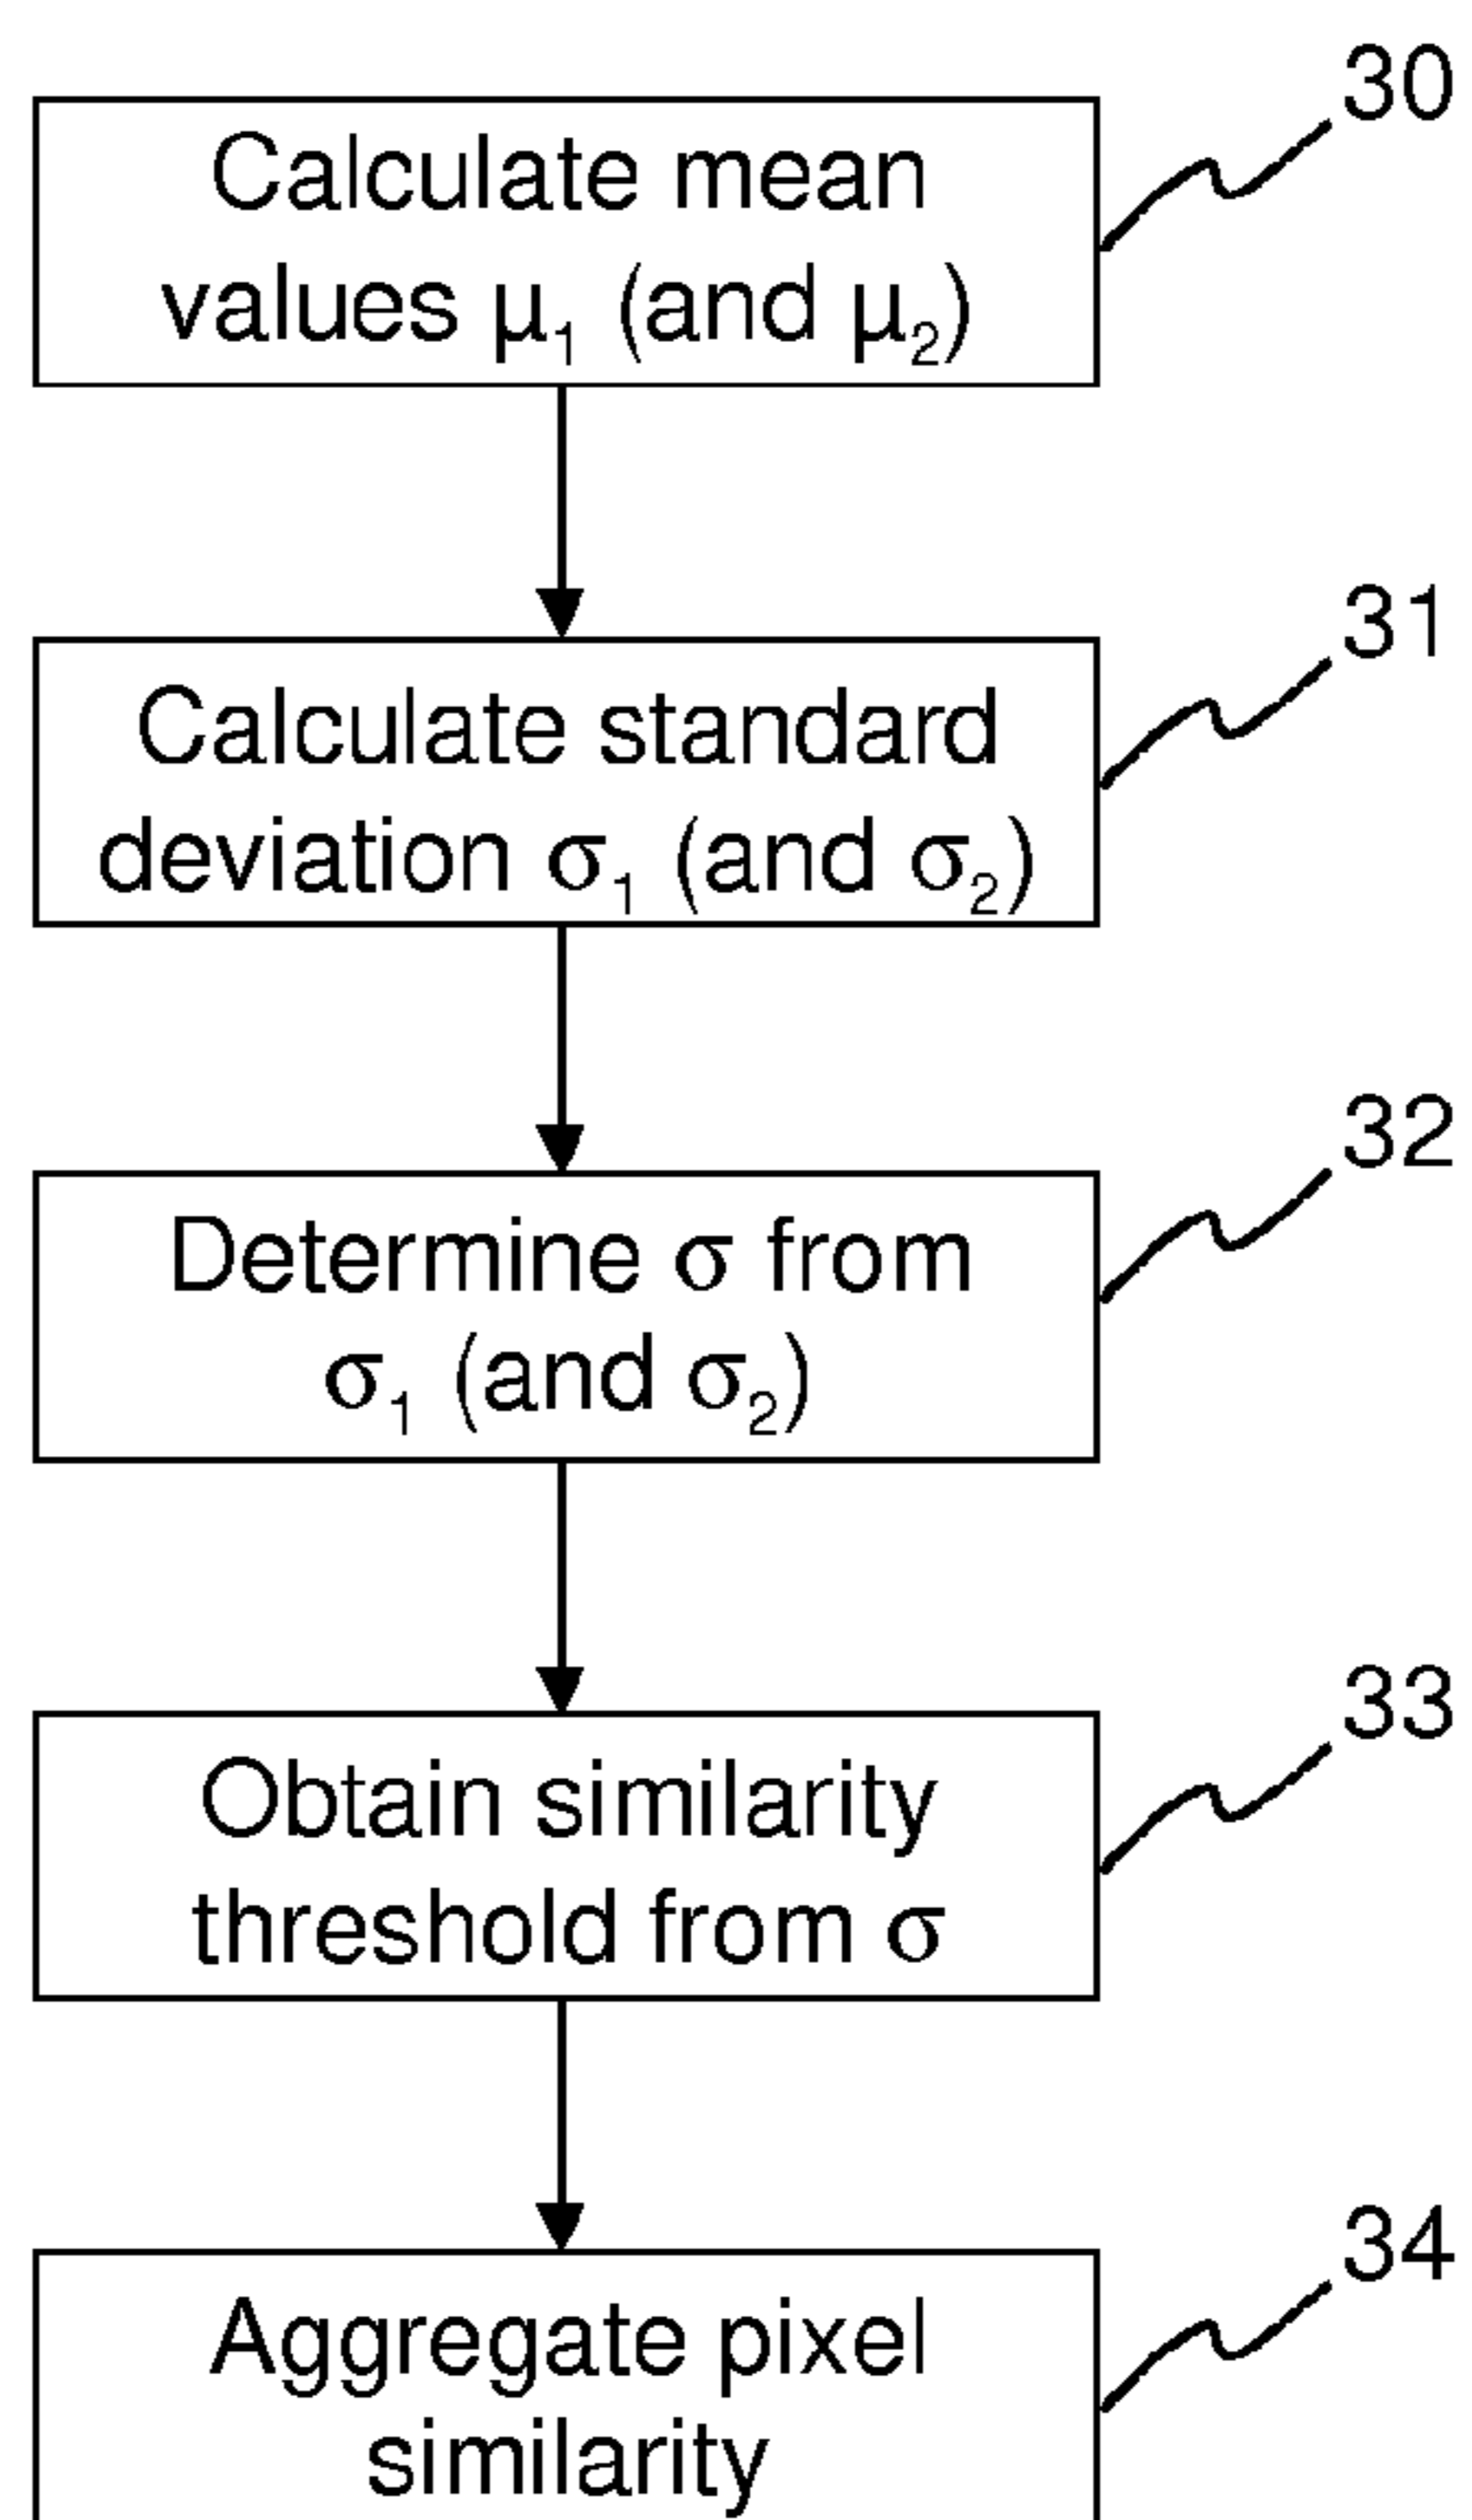 30
Calculate mean
values μ₁ (and μ₂)
31
Calculate standard
deviation σ₁ (and σ₂)
32
Determine σ from
σ₁ (and σ₂)
33
Obtain similarity
threshold from σ
34
Aggregate pixel
similarity